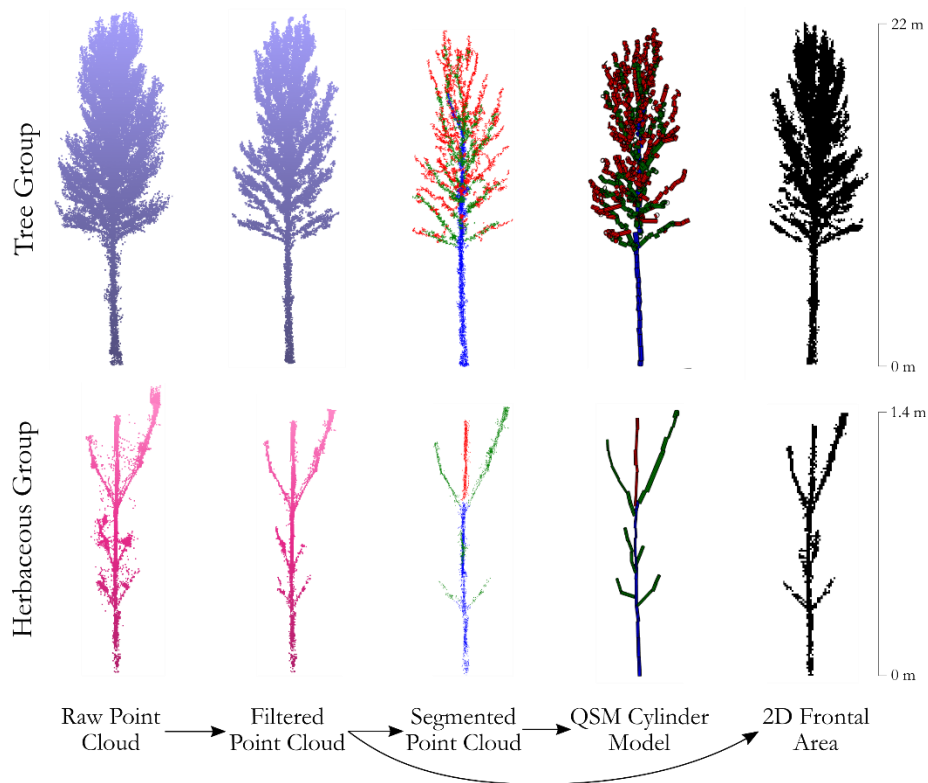 22 m
Tree Group
0 m
1.4 m
Herbaceous Group
0 m
Raw Point
Cloud
Filtered
Point Cloud
Segmented
Point Cloud
QSM Cylinder
Model
2D Frontal
Area